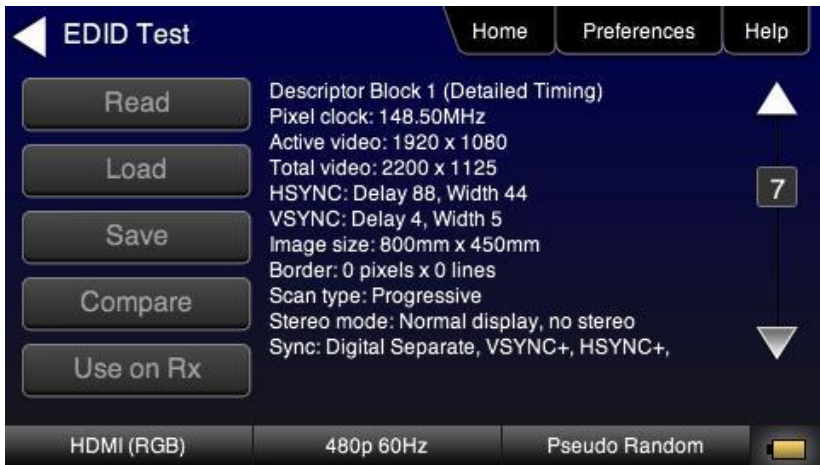 EDID Test
Home
Preferences
Help
Read
Load
Save
Compare
Use on Rx
Descriptor Block 1 (Detailed Timing)
Pixel clock: 148.50MHz
Active video: 1920 x 1080
Total video: 2200 x 1125
HSYNC: Delay 88, Width 44
VSYNC: Delay 4, Width 5
Image size: 800mm x 450mm
Border: 0 pixels x 0 lines
Scan type: Progressive
Stereo mode: Normal display, no stereo
Sync: Digital Separate, VSYNC+, HSYNC+,
7
HDMI (RGB)
480p 60Hz
Pseudo Random